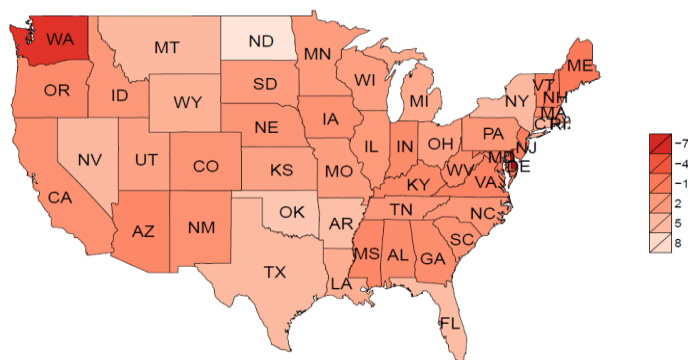 WA
MT
ND
MN
ME
OR
ID
SD
WI
VT
NH
WY
MI
NY
MA
NE
IA
PA
NJ
NV
UT
CO
IL
IN
OH
DE
CA
KS
MO
KY
WV
VA
AZ
NM
OK
AR
TN
NC
SC
MS
AL
GA
TX
LA
FL
-7
-4
-1
2
5
8